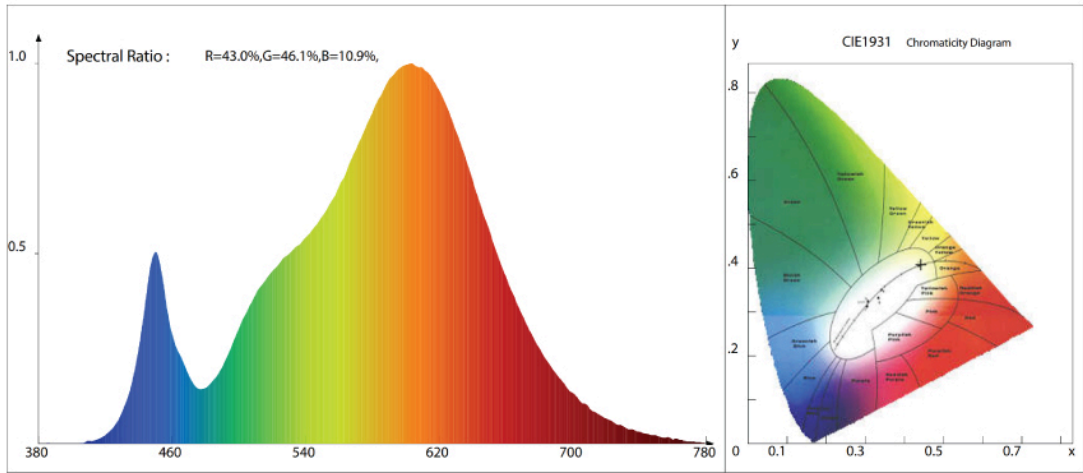 Spectral Ratio :   R=43.0%,G=46.1%,B=10.9%,
1.0
0.5
380 460 540 620 700 780
CIE1931 Chromaticity Diagram
y
.8
.6
.4
.2
0
0.1 0.3 0.5 0.7 x
Yellowish
Green
Green
Yellow
Green
Greenish
Yellow
Yellow
Orange
Yellow
Orange
Yellowish
Pink
Reddish
Orange
Pink
Red
Bluish
Green
Purplish
Pink
Purplish
Red
Greenish
Blue
Blue
Purple
Reddish
Purple